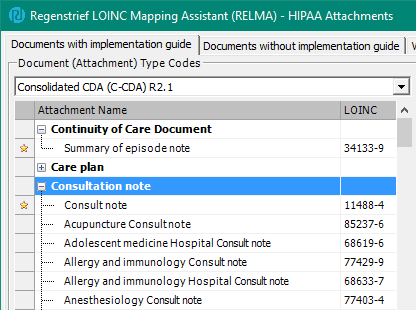 Regenstrief LOINC Mapping Assistant (RELMA) - HIPAA Attachments
Documents with implementation guide Documents without implementation guide
Document (Attachment) Type Codes
Consolidated CDA (C-CDA) R2.1
Attachment Name LOINC
Continuity of Care Document
Summary of episode note 34133-9
Care plan
Consultation note
Consult note 11488-4
Acupuncture Consult note 85237-6
Adolescent medicine Hospital Consult note 68619-6
Allergy and immunology Consult note 77429-9
Allergy and immunology Hospital Consult note 68633-7
Anesthesiology Consult note 77403-4